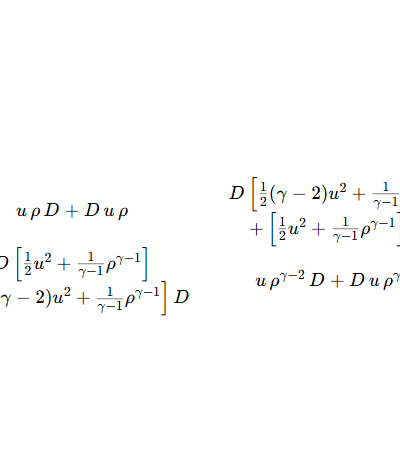 u ρ D + D u ρ
D [½u² + 1/(γ−1) ρ^{γ−1}]
γ − 2)u² + 1/(γ−1) ρ^{γ−1}] D
D [½(γ − 2)u² + 1/(γ−1)
+ [½u² + 1/(γ−1) ρ^{γ−1}]
u ρ^{γ−2} D + D u ρ^γ